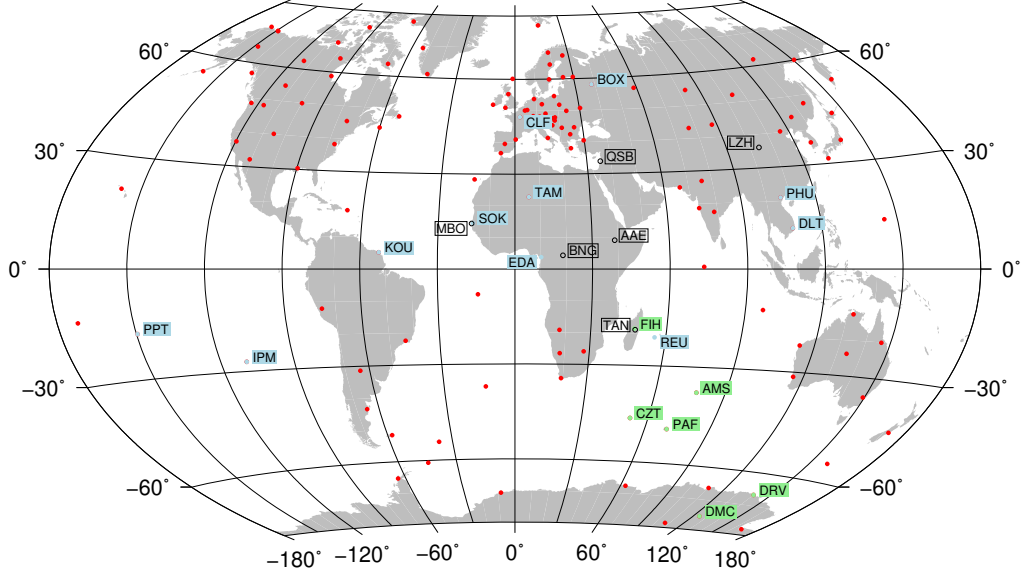 60° 60°
BOX
CLF
LZH
30° 30°
QSB
TAM PHU
SOK
MBO DLT
AAE
KOU BNG
EDA
0° 0°
TAN FIH
PPT
REU
IPM
−30° −30°
AMS
CZT
PAF
−60° −60°
DRV
DMC
−180° −120° −60° 0° 60° 120° 180°